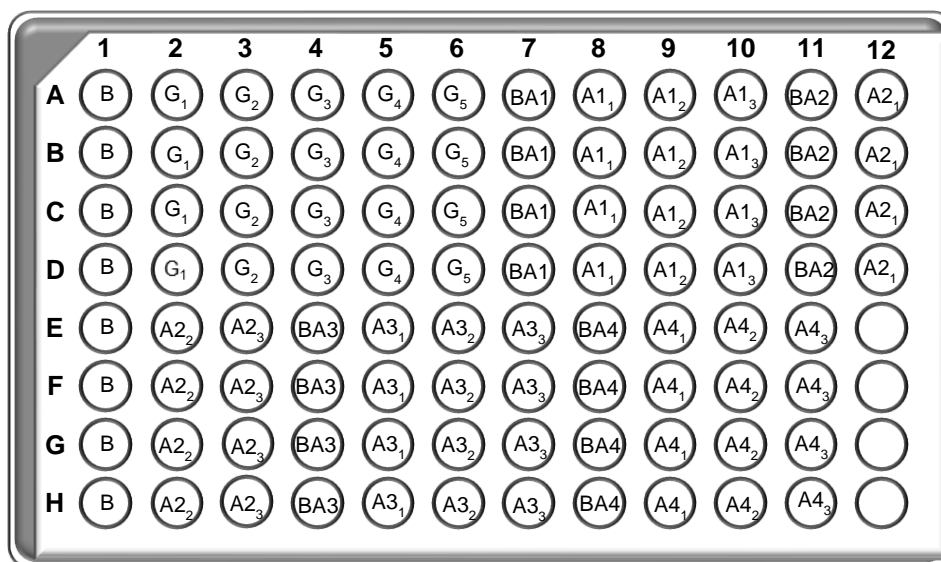 1 2 3 4 5 6 7 8 9 10 11 12
A B G₁ G₂ G₃ G₄ G₅ BA1 A1₁ A1₂ A1₃ BA2 A2₁
B B G₁ G₂ G₃ G₄ G₅ BA1 A1₁ A1₂ A1₃ BA2 A2₁
C B G₁ G₂ G₃ G₄ G₅ BA1 A1₁ A1₂ A1₃ BA2 A2₁
D B G₁ G₂ G₃ G₄ G₅ BA1 A1₁ A1₂ A1₃ BA2 A2₁
E B A2₂ A2₃ BA3 A3₁ A3₂ A3₃ BA4 A4₁ A4₂ A4₃
F B A2₂ A2₃ BA3 A3₁ A3₂ A3₃ BA4 A4₁ A4₂ A4₃
G B A2₂ A2₃ BA3 A3₁ A3₂ A3₃ BA4 A4₁ A4₂ A4₃
H B A2₂ A2₃ BA3 A3₁ A3₂ A3₃ BA4 A4₁ A4₂ A4₃